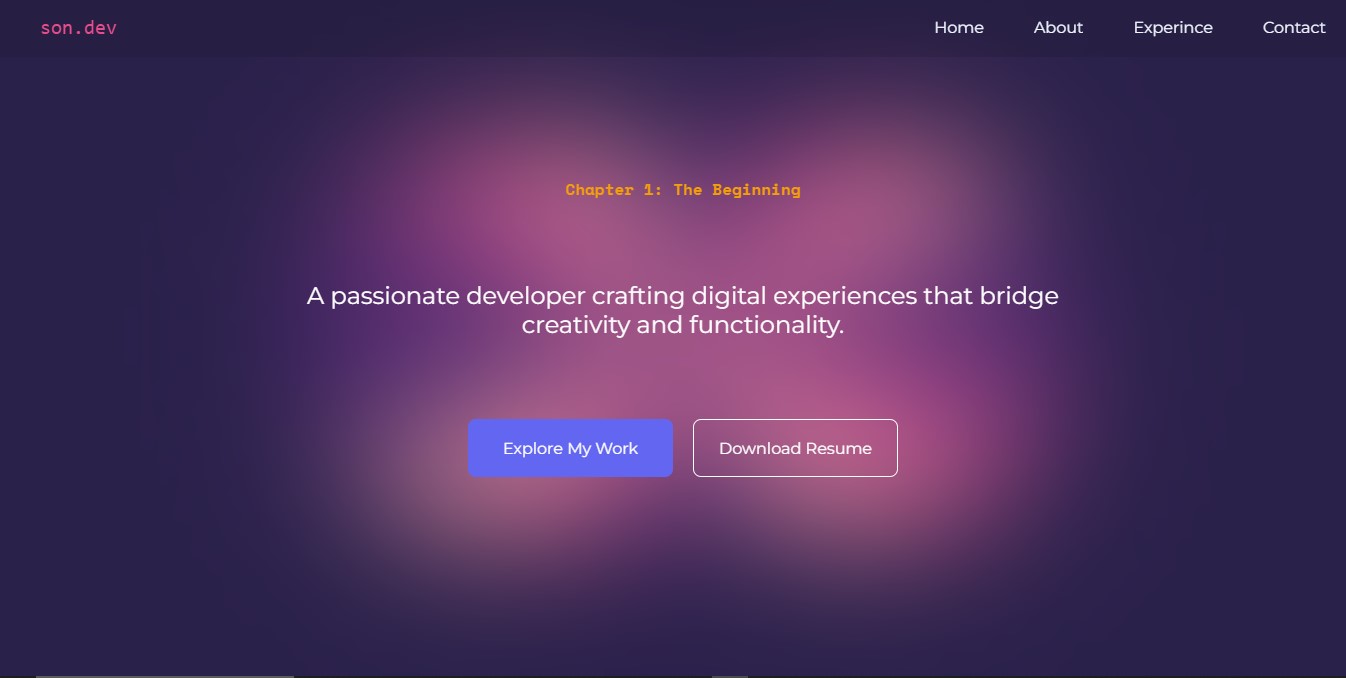 son.dev
Home About Experince Contact
Chapter 1: The Beginning
A passionate developer crafting digital experiences that bridge
creativity and functionality.
Explore My Work Download Resume